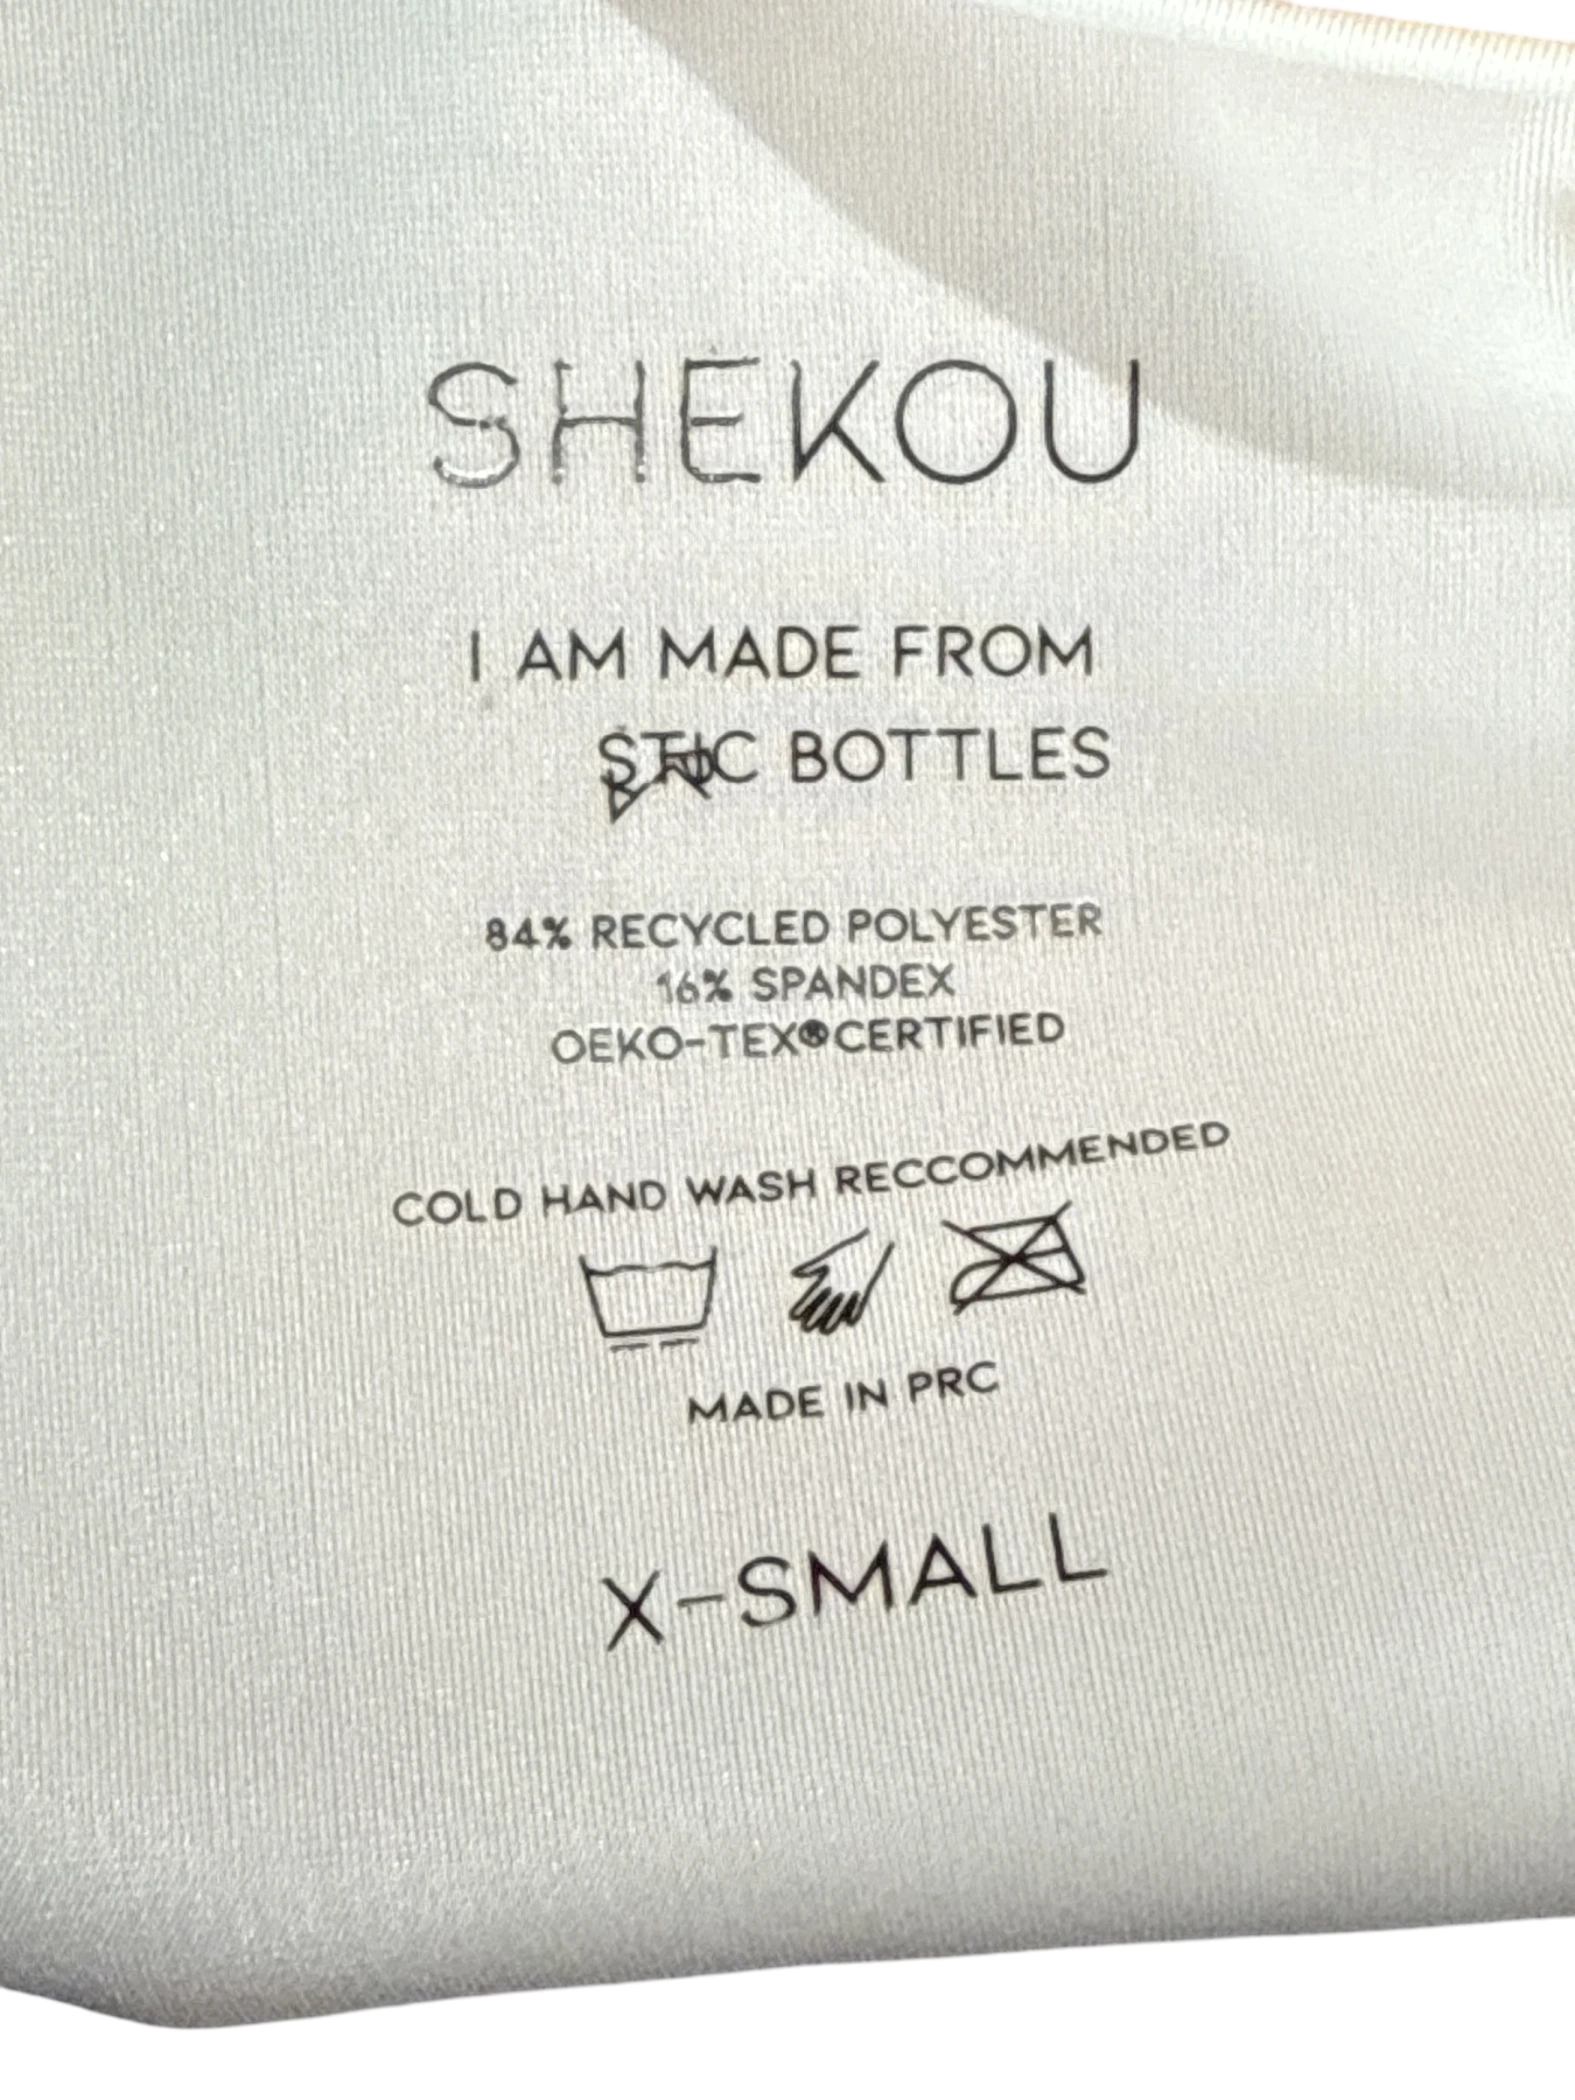 SHEKOU
I AM MADE FROM
BOTTLES
84% RECYCLED POLYESTER
16% SPANDEX
OEKO-TEX®CERTIFIED
COLD HAND WASH RECCOMMENDED
MADE IN PRC
X-SMALL